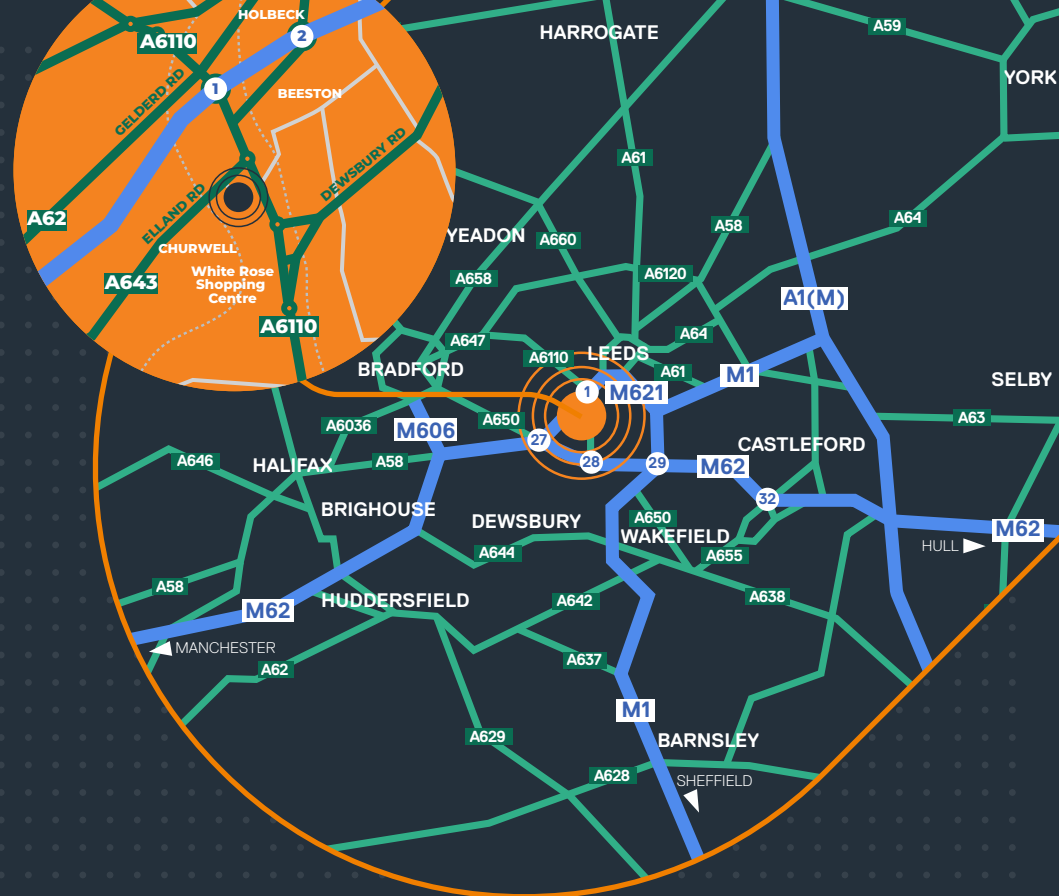 HOLBECK
A59
HARROGATE
2
A6110
YORK
1
BEESTON
GELDERD RD
A61
DEWSBURY RD
ELLAND RD
A62
A64
A58
YEADON
A660
CHURWELL
White Rose
Shopping
Centre
A643
A658
A6120
A1(M)
A6110
A64
A647
A6110
LEEDS
BRADFORD
A61
M1
SELBY
1
M621
A650
A63
A6036
M606
27
CASTLEFORD
28
29
M62
A646
HALIFAX
A58
32
BRIGHOUSE
DEWSBURY
A650
WAKEFIELD
M62
HULL
A644
A655
A58
A638
M62
HUDDERSFIELD
A642
MANCHESTER
A62
A637
M1
A629
BARNSLEY
A628
SHEFFIELD